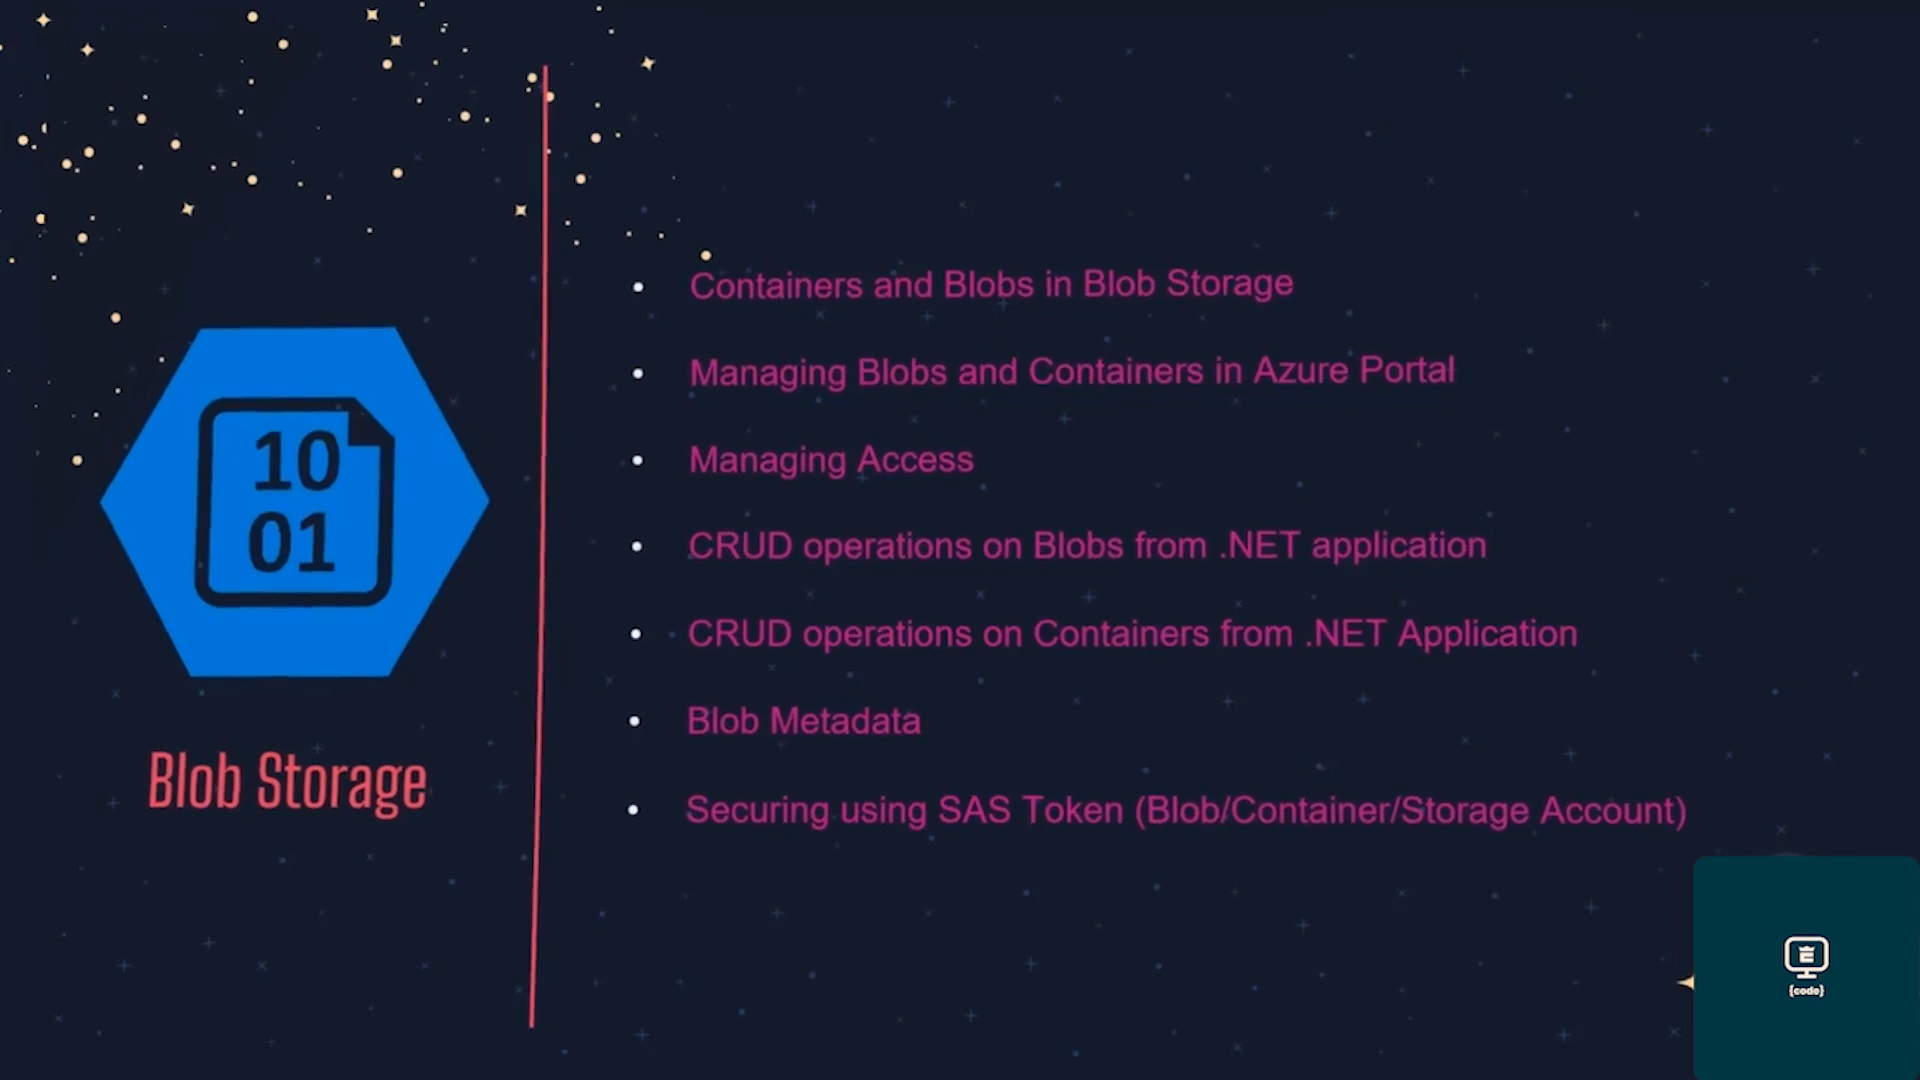 10
01
Blob Storage
Containers and Blobs in Blob Storage
Managing Blobs and Containers in Azure Portal
Managing Access
CRUD operations on Blobs from .NET application
CRUD operations on Containers from .NET Application
Blob Metadata
Securing using SAS Token (Blob/Container/Storage Account)
{code}